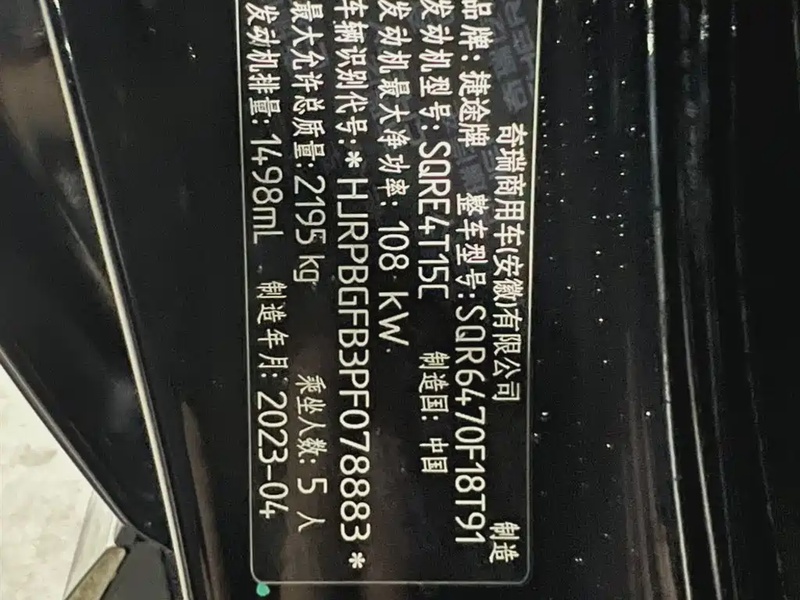 奇瑞商用车(安徽)有限公司 制造
品牌:捷途牌 整车型号:SQR6470F18T91
发动机型号:SQRE4T15C 制造国:中国
发动机最大净功率:108 kW
车辆识别代号:*HJRPBGFB3PF078883*
最大允许总质量:2195 kg 乘坐人数:5 人
发动机排量:1498mL 制造年月:2023-04